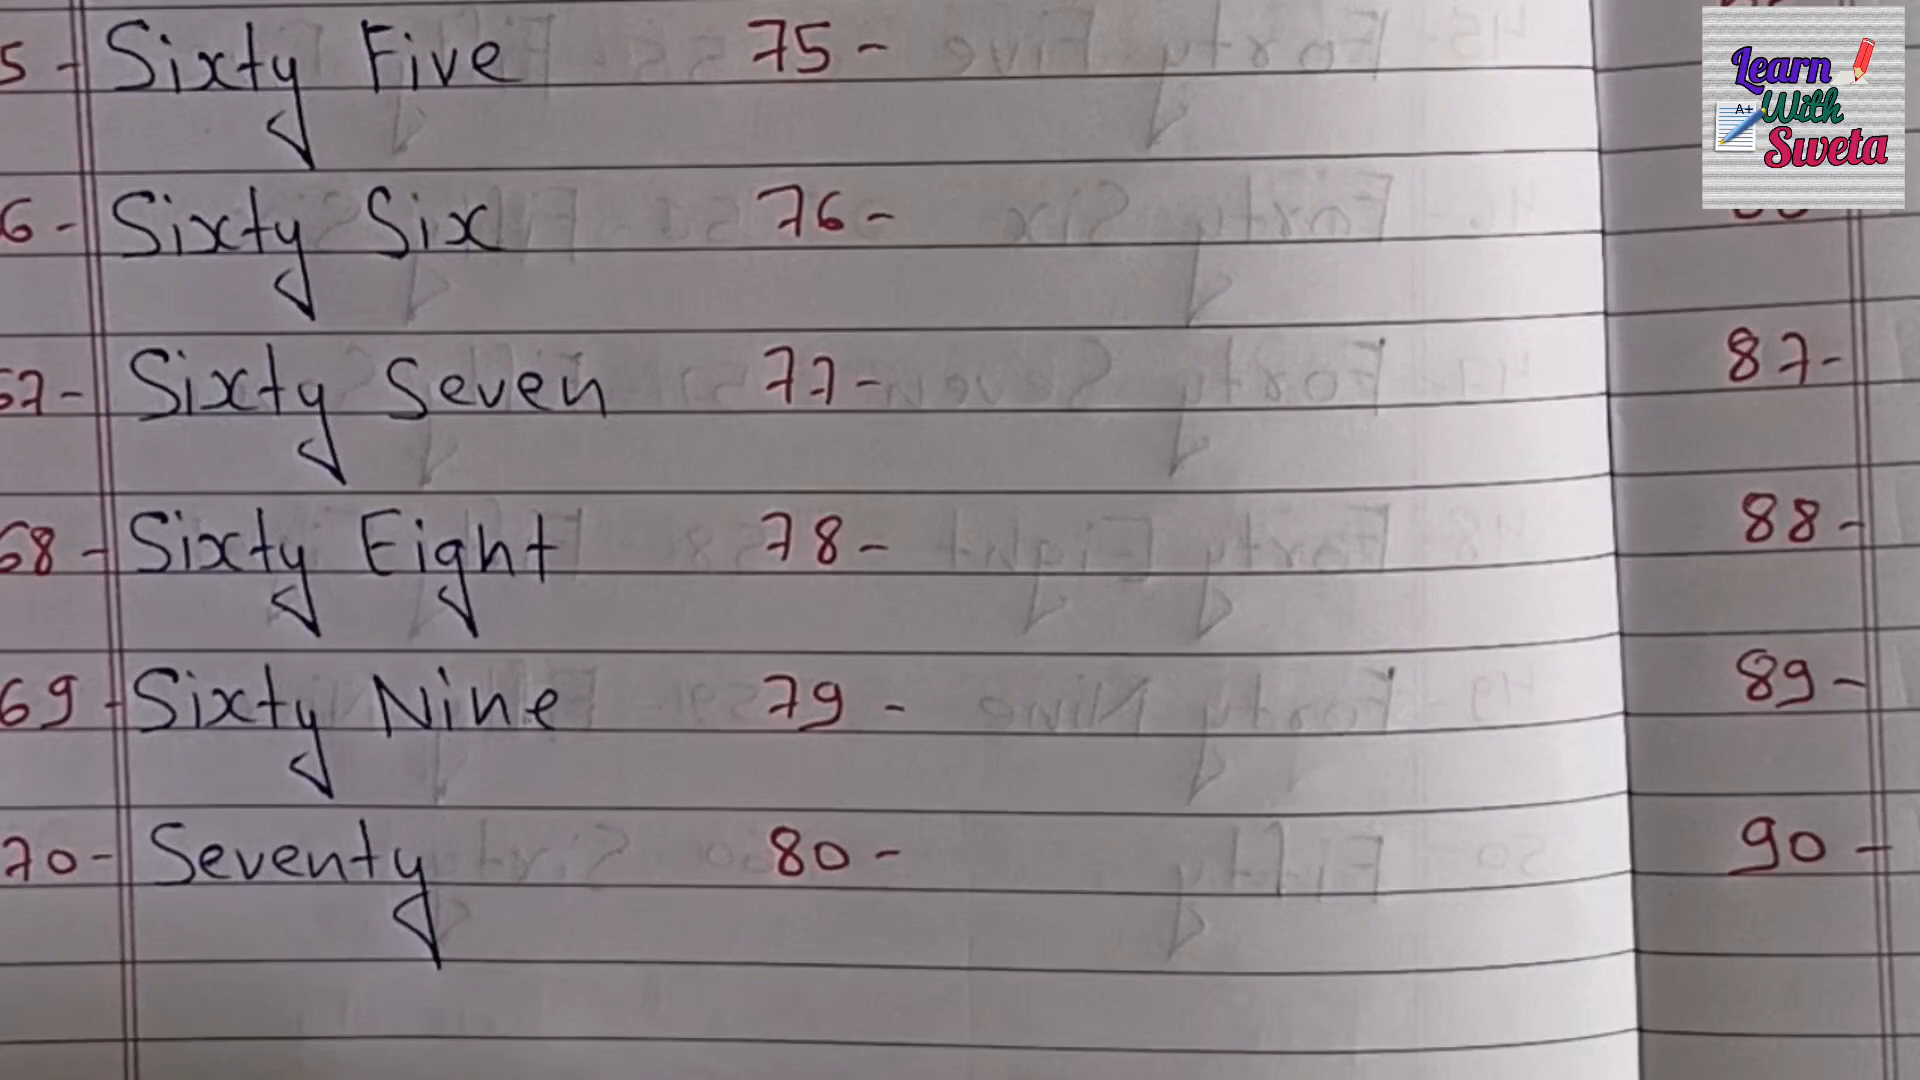 5 - Sixty Five 75 -
6 - Sixty Six 76 -
67 - Sixty Seven 77 - 87 -
68 - Sixty Eight 78 - 88 -
69 - Sixty Nine 79 - 89 -
70 - Seventy 80 - 90 -
Learn
A+ With
Sweta